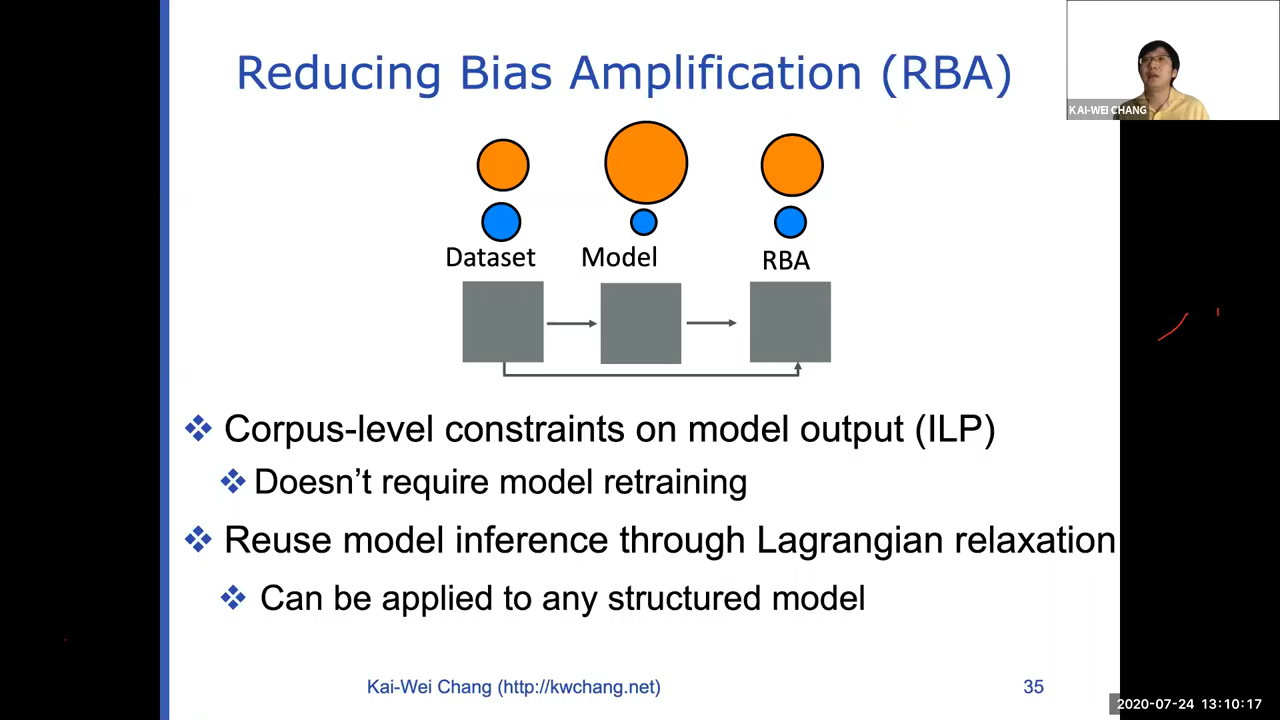 Reducing Bias Amplification (RBA)
KAI-WEI CHANG
Dataset Model RBA
Corpus-level constraints on model output (ILP)
Doesn't require model retraining
Reuse model inference through Lagrangian relaxation
Can be applied to any structured model
Kai-Wei Chang (http://kwchang.net) 35
2020-07-24 13:10:17